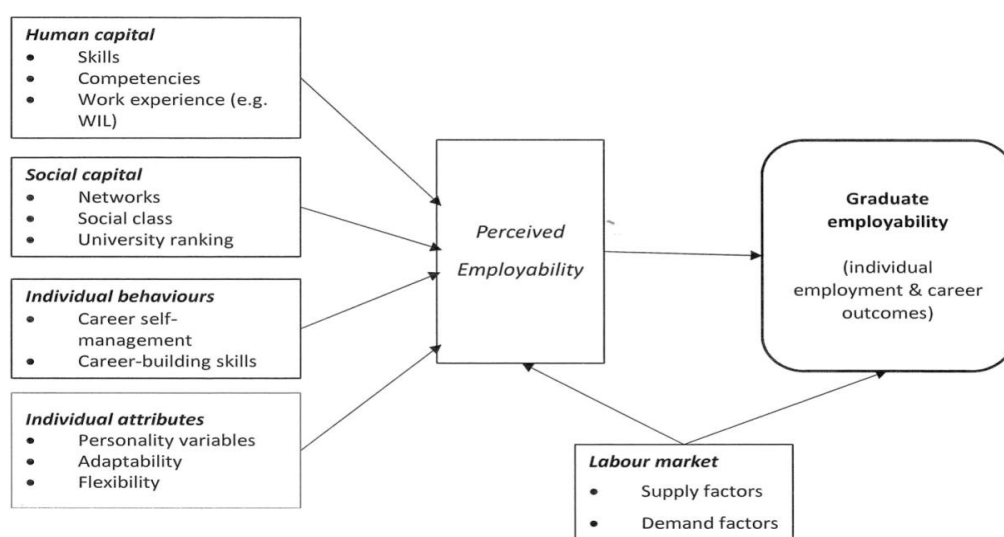 Human capital
• Skills
• Competencies
• Work experience (e.g.
WIL)
Social capital
• Networks
• Social class
• University ranking
Individual behaviours
• Career self-
management
• Career-building skills
Individual attributes
• Personality variables
• Adaptability
• Flexibility
Perceived
Employability
Graduate
employability
(individual
employment & career
outcomes)
Labour market
• Supply factors
• Demand factors